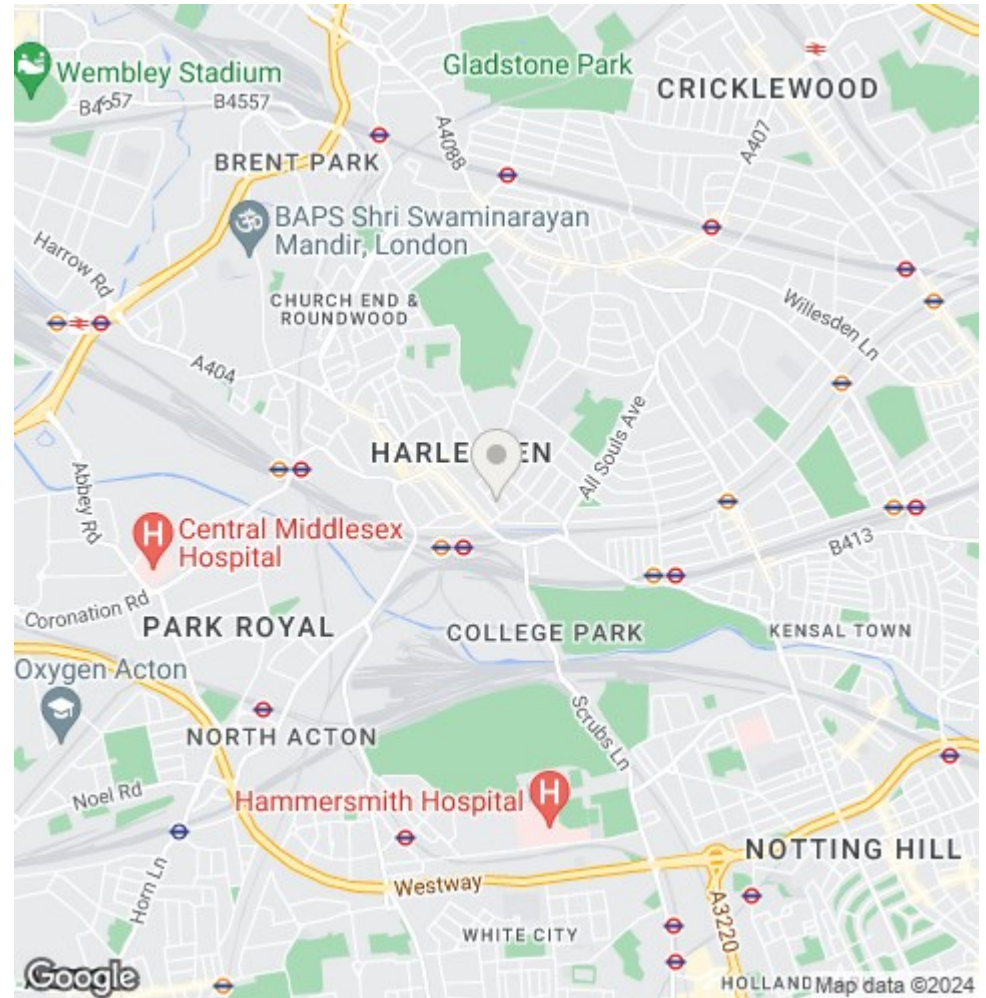 Gladstone Park
Wembley Stadium
CRICKLEWOOD
B4557
B4557
A4088
A407
BRENT PARK
BAPS Shri Swaminarayan
Mandir, London
Harrow Rd
CHURCH END &
ROUNDWOOD
Willesden Ln
A404
All Souls Ave
HARLE EN
Abbey Rd
Central Middlesex
Hospital
B413
Coronation Rd
PARK ROYAL
COLLEGE PARK
KENSAL TOWN
Oxygen Acton
Scrubs Ln
NORTH ACTON
Noel Rd
Hammersmith Hospital
NOTTING HILL
Horn Ln
Westway
A3220
WHITE CITY
Google
HOLLAND
Map data ©2024